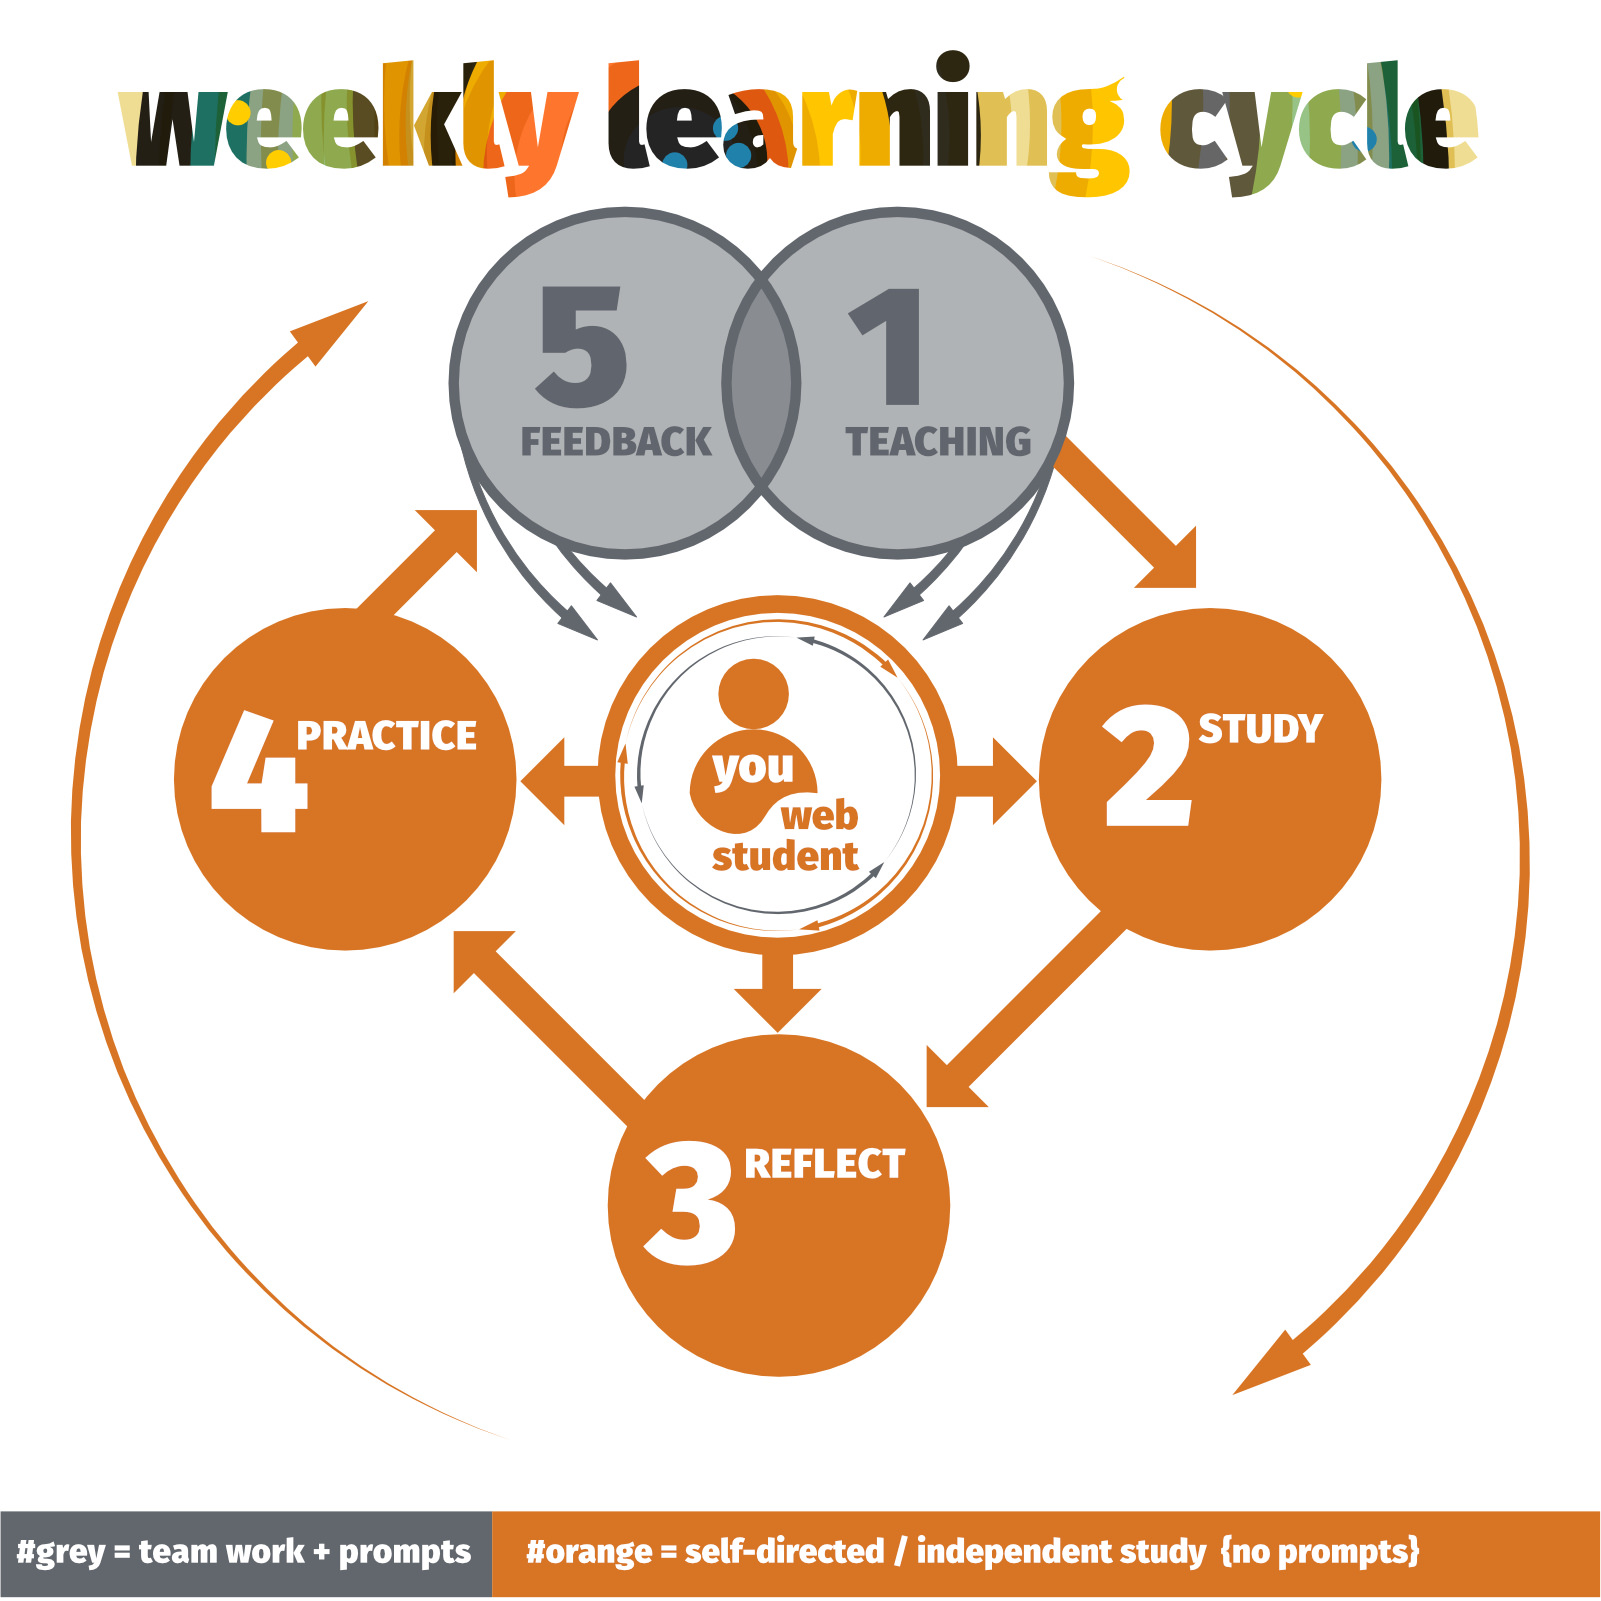 weekly learning cycle
5
FEEDBACK
1
TEACHING
2 STUDY
3 REFLECT
4 PRACTICE
you
web
student
#grey = team work + prompts
#orange = self-directed / independent study {no prompts}